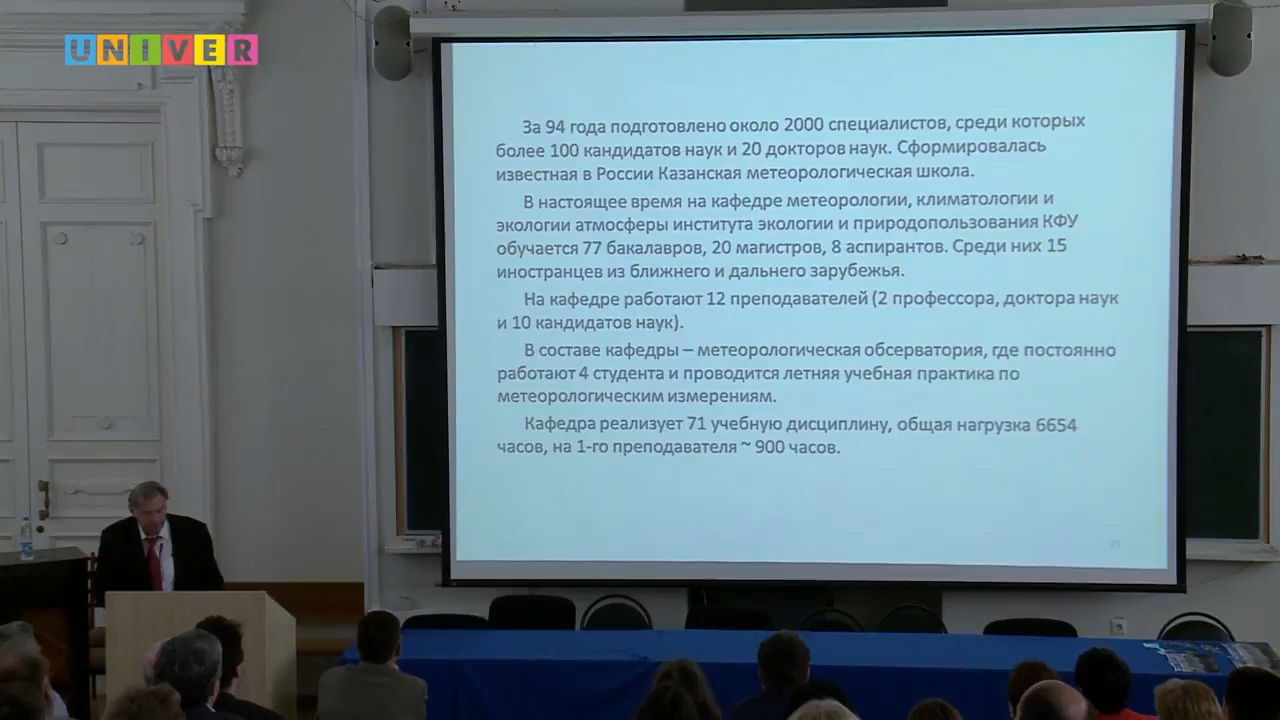 UNIVER
За 94 года подготовлено около 2000 специалистов, среди которых
более 100 кандидатов наук и 20 докторов наук. Сформировалась
известная в России Казанская метеорологическая школа.
В настоящее время на кафедре метеорологии, климатологии и
экологии атмосферы института экологии и природопользования КФУ
обучается 77 бакалавров, 20 магистров, 8 аспирантов. Среди них 15
иностранцев из ближнего и дальнего зарубежья.
На кафедре работают 12 преподавателей (2 профессора, доктора наук
и 10 кандидатов наук).
В составе кафедры – метеорологическая обсерватория, где постоянно
работают 4 студента и проводится летняя учебная практика по
метеорологическим измерениям.
Кафедра реализует 71 учебную дисциплину, общая нагрузка 6654
часов, на 1-го преподавателя ~ 900 часов.